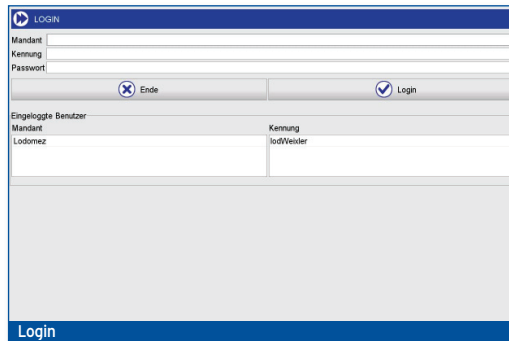 LOGIN
Mandant
Kennung
Passwort
Ende Login
Eingeloggte Benutzer
Mandant Kennung
Lodomez lodWeixler
Login